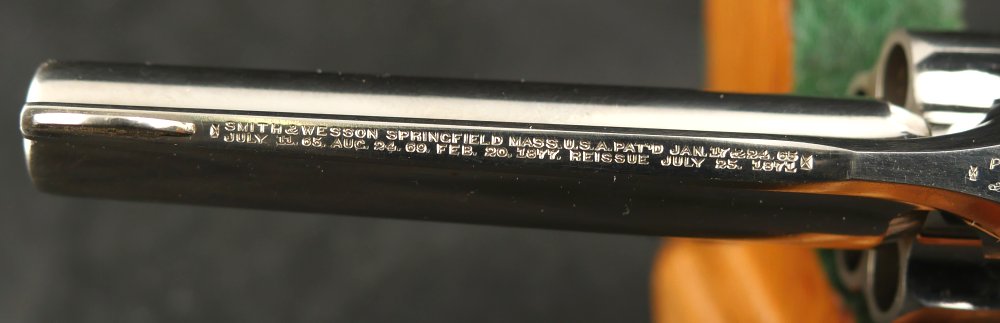 SMITH & WESSON SPRINGFIELD MASS. U.S.A. PAT'D JAN. 17 & 24. 65
JULY 11. 65. AUG. 24. 69. FEB. 20. 1877. REISSUE JULY 25. 1871
P
&